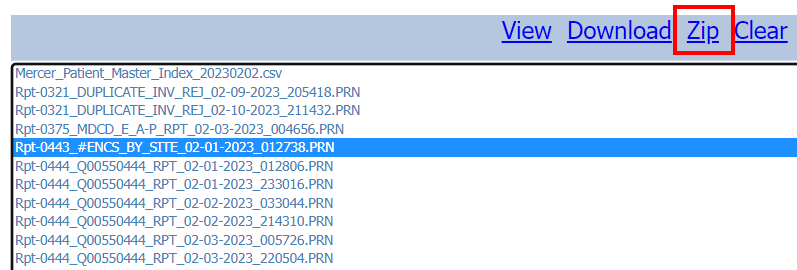 View Download Zip Clear
Mercer_Patient_Master_Index_20230202.csv
Rpt-0321_DUPLICATE_INV_REJ_02-09-2023_205418.PRN
Rpt-0321_DUPLICATE_INV_REJ_02-10-2023_211432.PRN
Rpt-0375_MDCD_E_A-P_RPT_02-03-2023_004656.PRN
Rpt-0443_#ENCS_BY_SITE_02-01-2023_012738.PRN
Rpt-0444_Q00550444_RPT_02-01-2023_012806.PRN
Rpt-0444_Q00550444_RPT_02-01-2023_233016.PRN
Rpt-0444_Q00550444_RPT_02-02-2023_033044.PRN
Rpt-0444_Q00550444_RPT_02-02-2023_214310.PRN
Rpt-0444_Q00550444_RPT_02-03-2023_005726.PRN
Rpt-0444_Q00550444_RPT_02-03-2023_220504.PRN